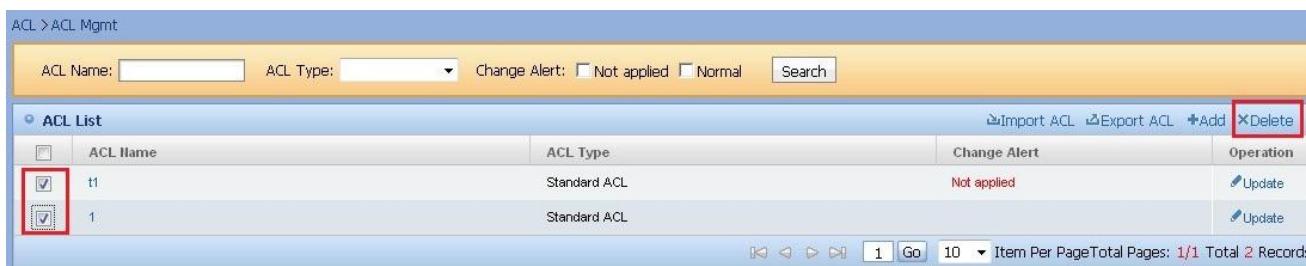 ACL > ACL Mgmt
ACL Name: ACL Type: Change Alert: Not applied Normal Search
ACL List Import ACL Export ACL Add Delete
ACL Name ACL Type Change Alert Operation
t1 Standard ACL Not applied Update
1 Standard ACL Update
1 Go 10 Item Per PageTotal Pages: 1/1 Total 2 Records